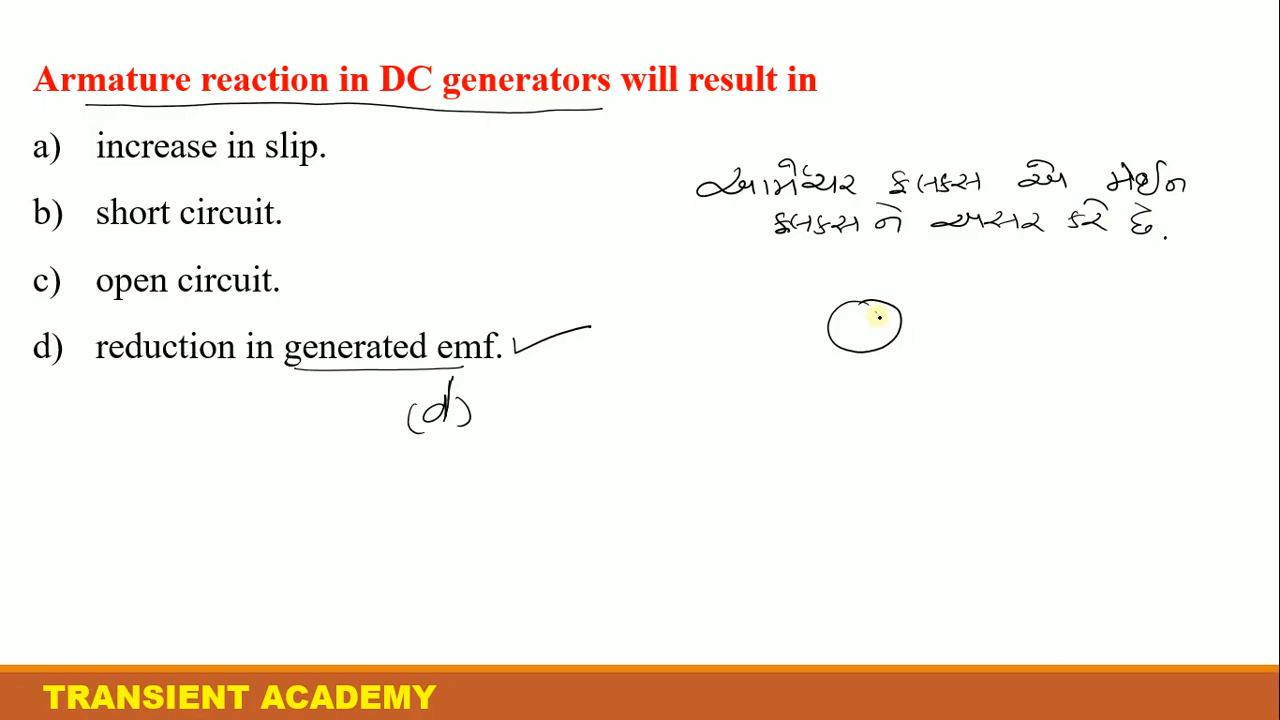 Armature reaction in DC generators will result in
a) increase in slip.
b) short circuit.
c) open circuit.
d) reduction in generated emf.
(d)
આર્મેચર ફ્લક્સ એ મેઈન
ફ્લક્સ ને અસર કરે છે.
TRANSIENT ACADEMY